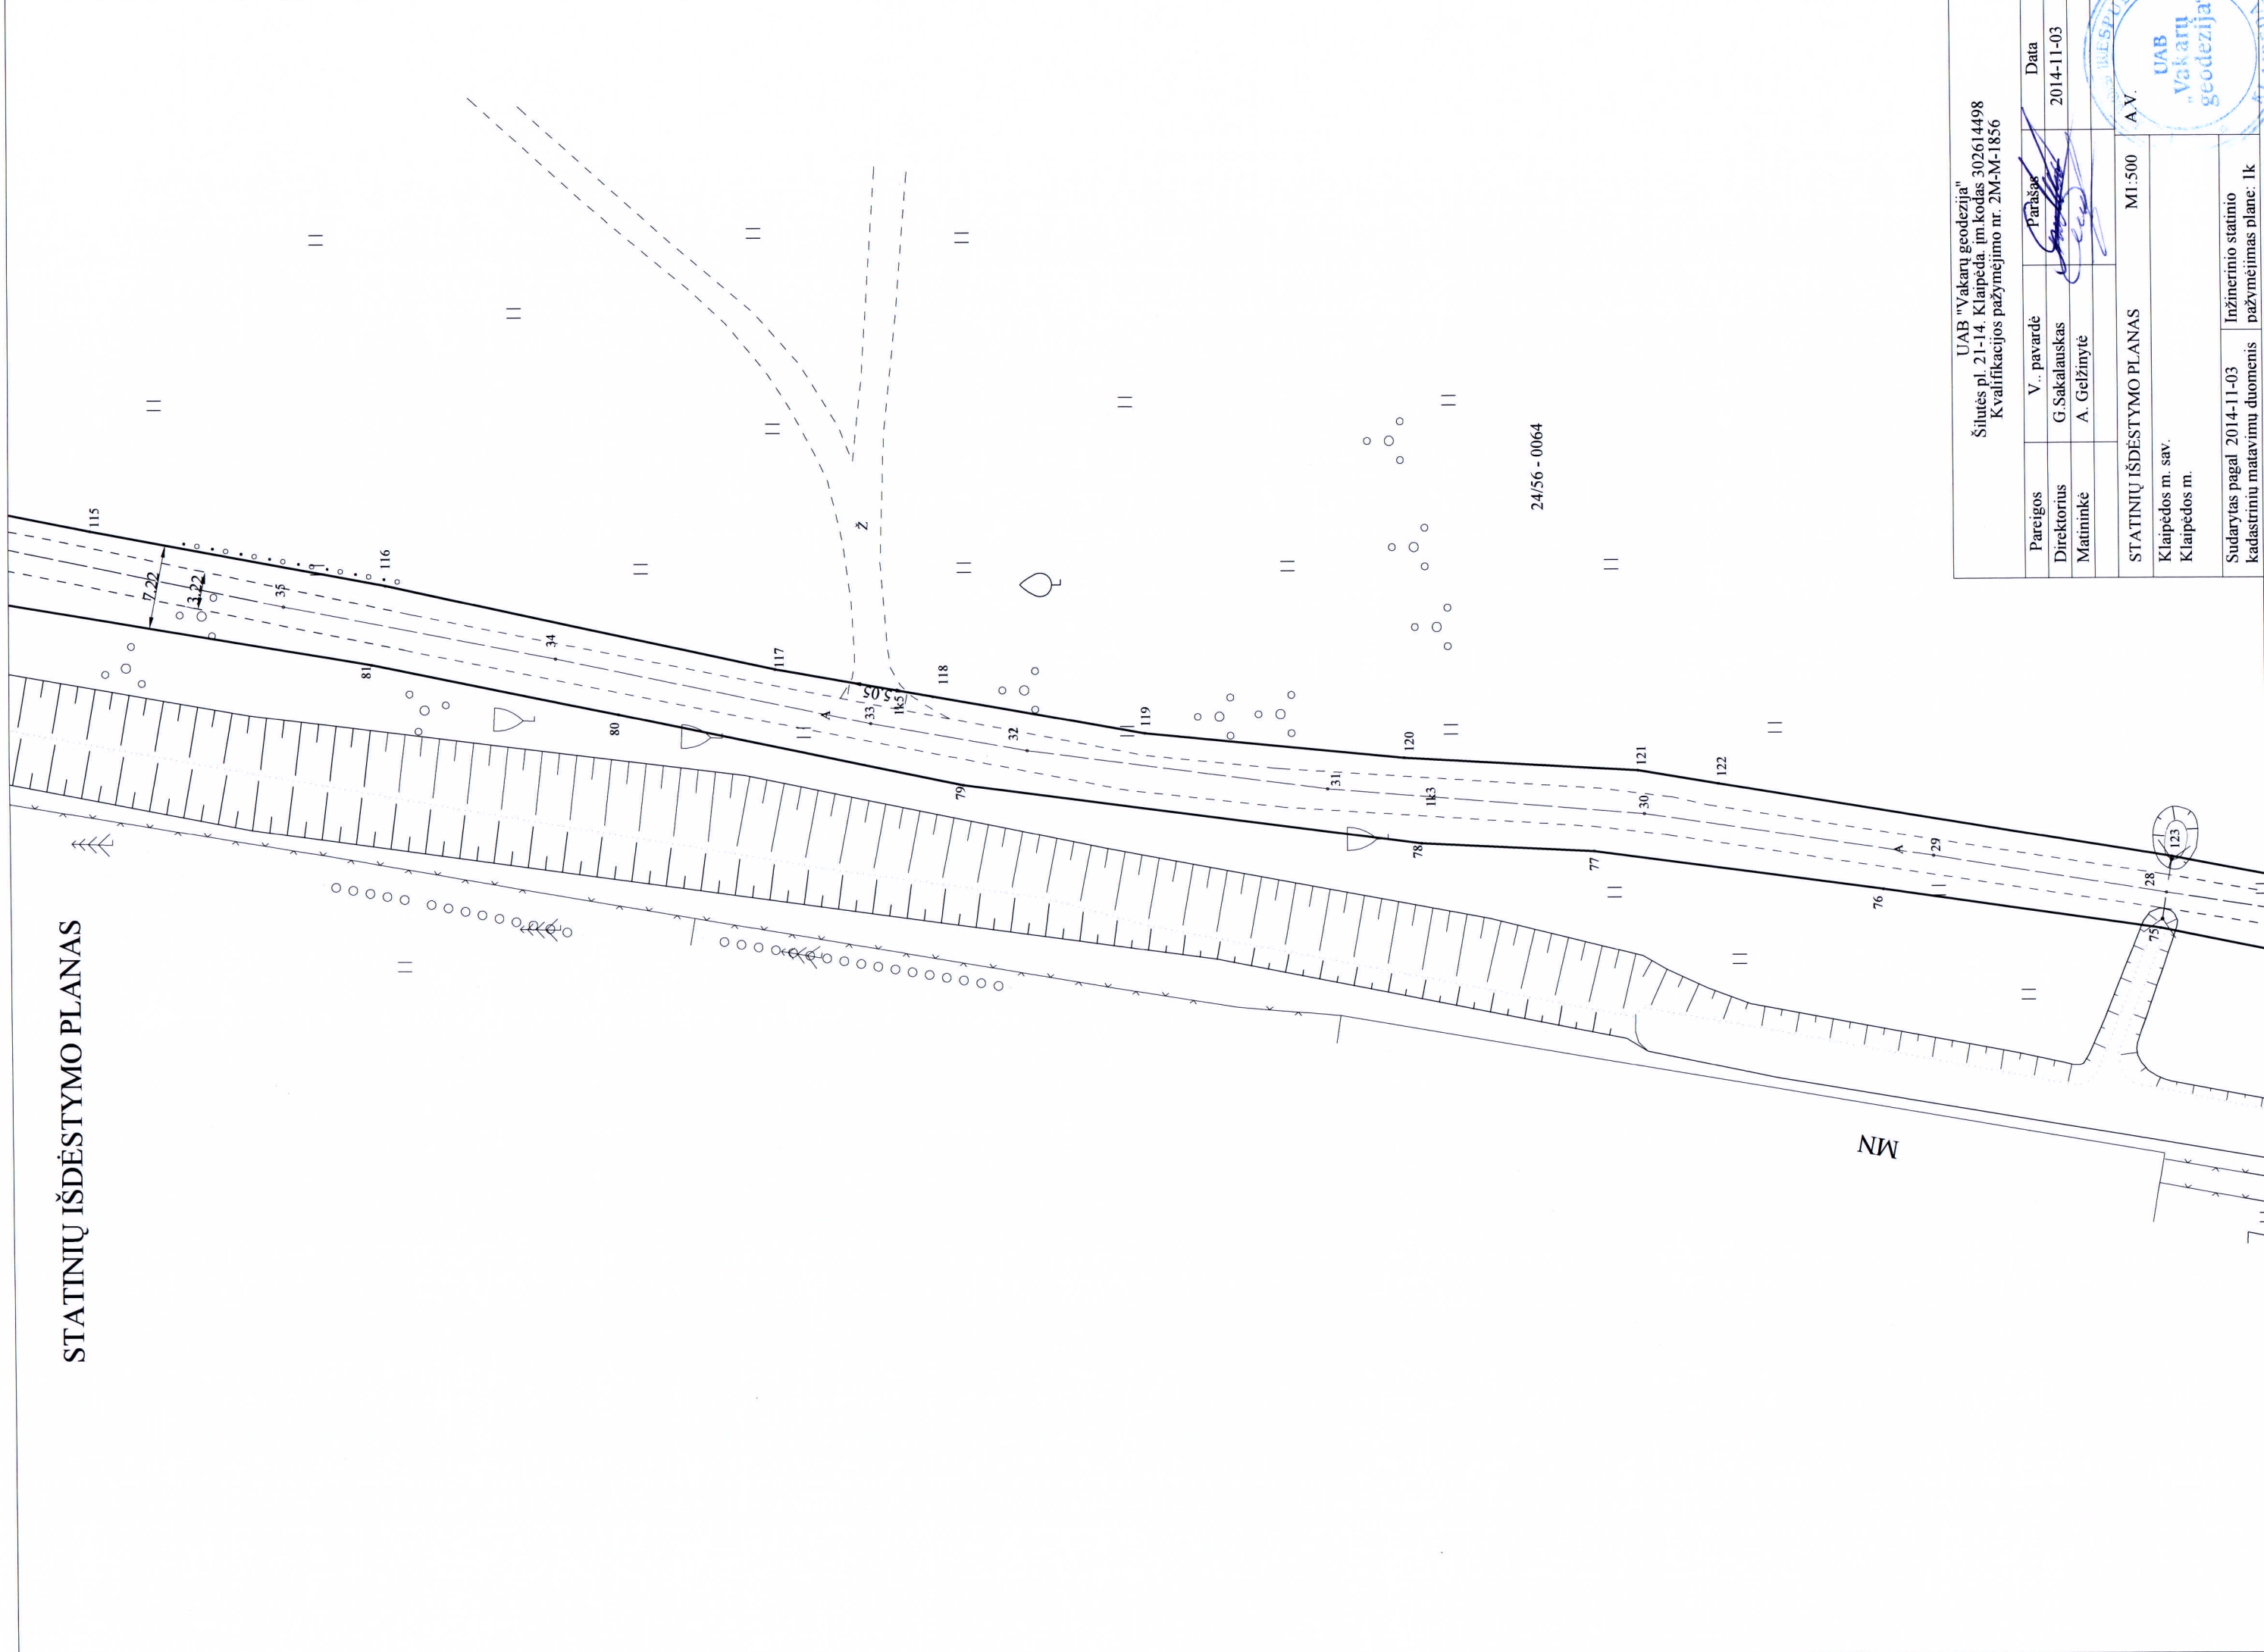 STATINIŲ IŠDĖSTYMO PLANAS
115
7.22
3.22
35
116
81
34
80
117
Ž
A
33
5.05
1k5
118
79
32
119
31
120
1k3
78
30
121
77
122
24/56 - 0064
A
29
76
28
123
75
MN
UAB "Vakarų geodezija"
Šilutės pl. 21-14. Klaipėda. įm.kodas 302614498
Kvalifikacijos pažymėjimo nr. 2M-M-1856
Pareigos V.. pavardė Parašas Data
Direktorius G.Sakalauskas 2014-11-03
Matininkė A. Gelžinytė
STATINIŲ IŠDĖSTYMO PLANAS M1:500 A.V.
Klaipėdos m. sav.
Klaipėdos m.
Sudarytas pagal 2014-11-03
kadastrinių matavimų duomenis
Inžinerinio statinio
pažymėjimas plane: 1k
UAB
"Vakarų
geodezija"